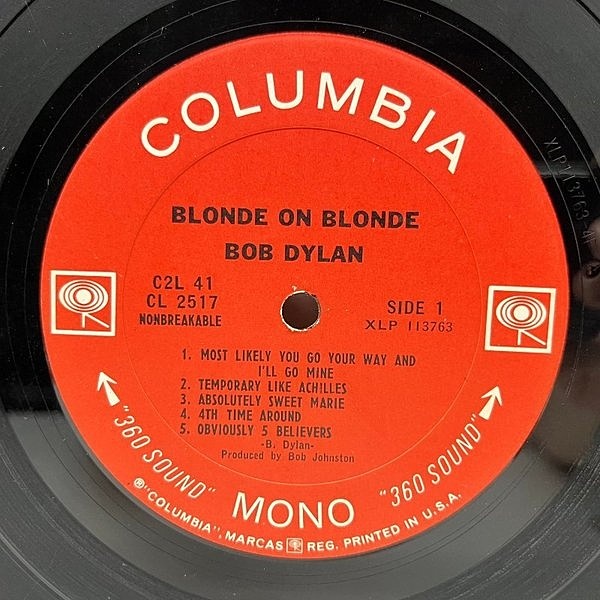 COLUMBIA
BLONDE ON BLONDE
BOB DYLAN
C2L 41
CL 2517
NONBREAKABLE
SIDE 1
XLP 113763
1. MOST LIKELY YOU GO YOUR WAY AND
I'LL GO MINE
2. TEMPORARY LIKE ACHILLES
3. ABSOLUTELY SWEET MARIE
4. 4TH TIME AROUND
5. OBVIOUSLY 5 BELIEVERS
-B. Dylan-
Produced by Bob Johnston
"360 SOUND" MONO "360 SOUND"
® "COLUMBIA", MARCAS REG. PRINTED IN U.S.A.